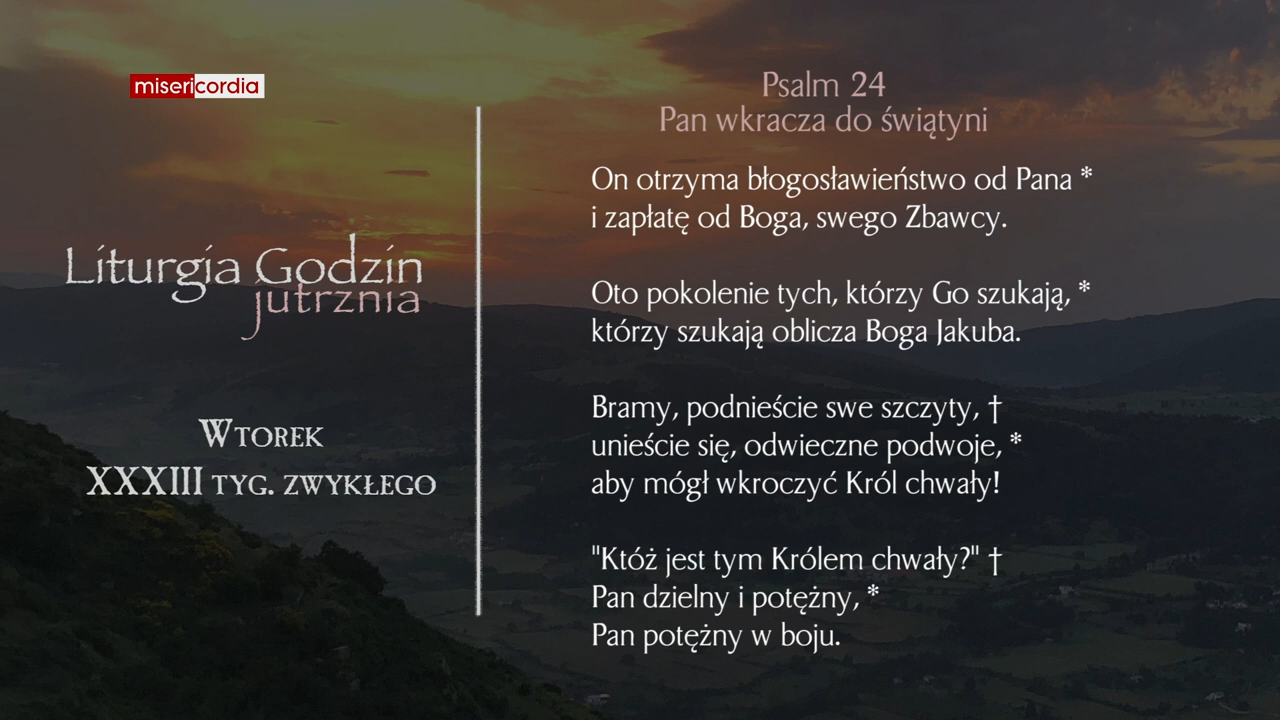 misericordia
Liturgia Godzin
jutrznia
Wtorek
XXXIII tyg. zwykłego
Psalm 24
Pan wkracza do świątyni
On otrzyma błogosławieństwo od Pana *
i zapłatę od Boga, swego Zbawcy.
Oto pokolenie tych, którzy Go szukają, *
którzy szukają oblicza Boga Jakuba.
Bramy, podnieście swe szczyty, †
unieście się, odwieczne podwoje, *
aby mógł wkroczyć Król chwały!
"Któż jest tym Królem chwały?" †
Pan dzielny i potężny, *
Pan potężny w boju.